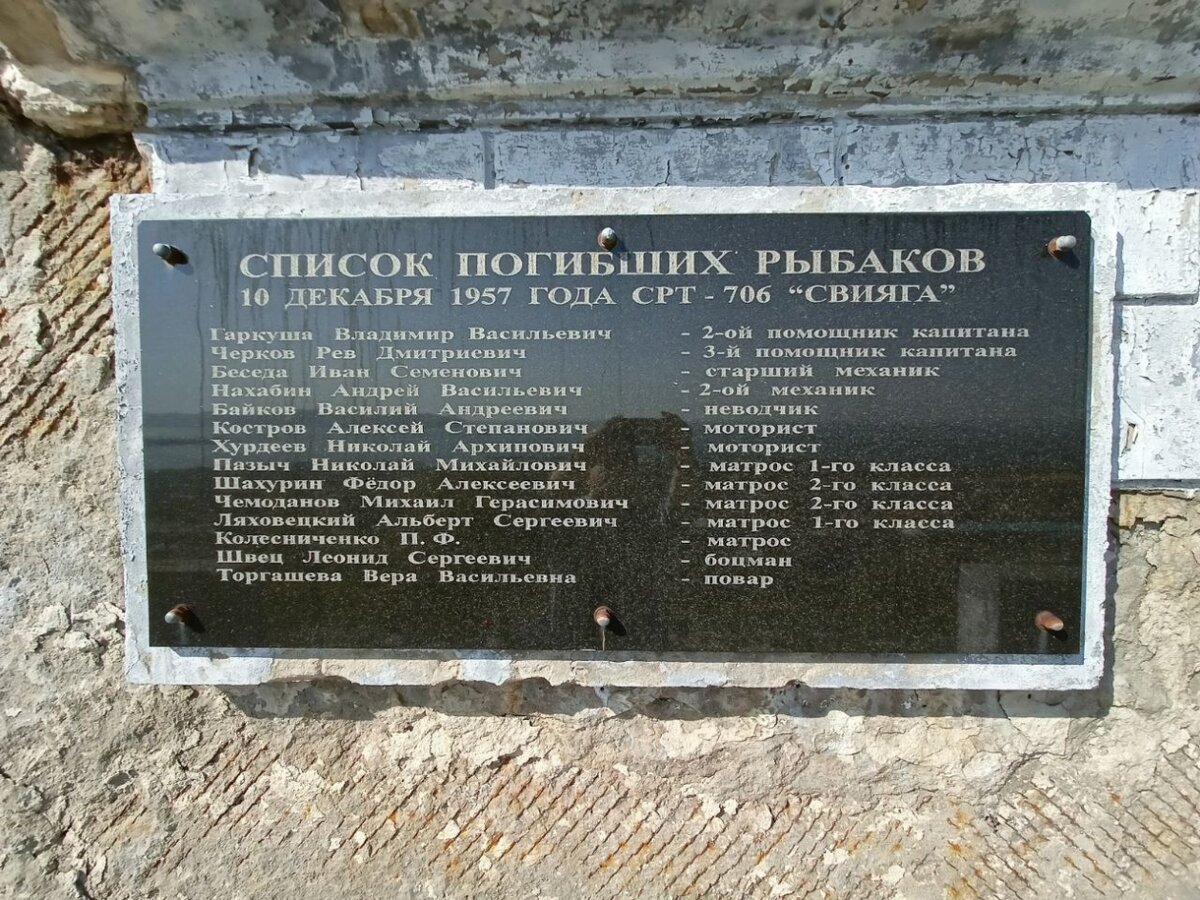 СПИСОК ПОГИБШИХ РЫБАКОВ
10 ДЕКАБРЯ 1957 ГОДА СРТ - 706 “СВИЯГА”
Гаркуша Владимир Васильевич - 2-ой помощник капитана
Черков Рев Дмитриевич - 3-й помощник капитана
Беседа Иван Семенович - старший механик
Нахабин Андрей Васильевич - 2-ой механик
Байков Василий Андреевич - неводчик
Костров Алексей Степанович - моторист
Хурдеев Николай Архипович - моторист
Пазыч Николай Михайлович - матрос 1-го класса
Шахурин Фёдор Алексеевич - матрос 2-го класса
Чемоданов Михаил Герасимович - матрос 2-го класса
Ляховецкий Альберт Сергеевич - матрос 1-го класса
Колесниченко П. Ф. - матрос
Швец Леонид Сергеевич - боцман
Торгашева Вера Васильевна - повар